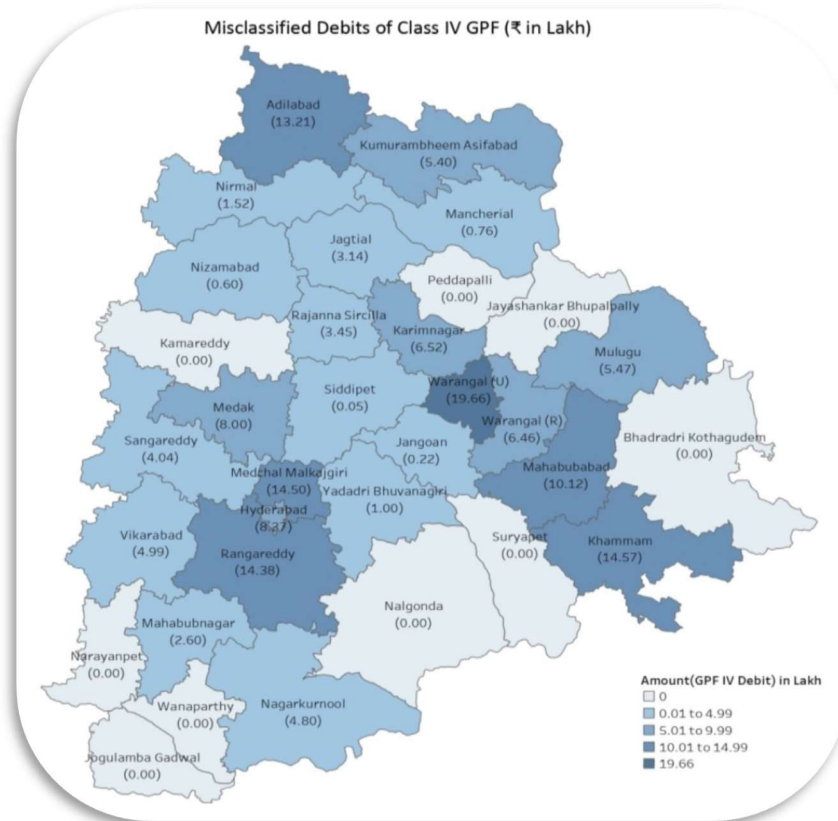 Misclassified Debits of Class IV GPF (₹ in Lakh)
Adilabad
(13.21)
Kumurambheem Asifabad
(5.40)
Nirmal
(1.52)
Mancherial
(0.76)
Jagtial
(3.14)
Nizamabad
(0.60)
Peddapalli
(0.00)
Jayashankar Bhupalpally
(0.00)
Rajanna Sircilla
(3.45)
Karimnagar
(6.52)
Kamareddy
(0.00)
Mulugu
(5.47)
Warangal (U)
(19.66)
Siddipet
(0.05)
Medak
(8.00)
Warangal (R)
(6.46)
Bhadradri Kothagudem
(0.00)
Sangareddy
(4.04)
Jangoan
(0.22)
Mahabubabad
(10.12)
Medchal Malkajgiri
(14.50)
Yadadri Bhuvanagiri
(1.00)
Hyderabad
(8.37)
Vikarabad
(4.99)
Rangareddy
(14.38)
Suryapet
(0.00)
Khammam
(14.57)
Nalgonda
(0.00)
Mahabubnagar
(2.60)
Narayanpet
(0.00)
Wanaparthy
(0.00)
Nagarkurnool
(4.80)
Jogulamba Gadwal
(0.00)
Amount(GPF IV Debit) in Lakh
0
0.01 to 4.99
5.01 to 9.99
10.01 to 14.99
19.66